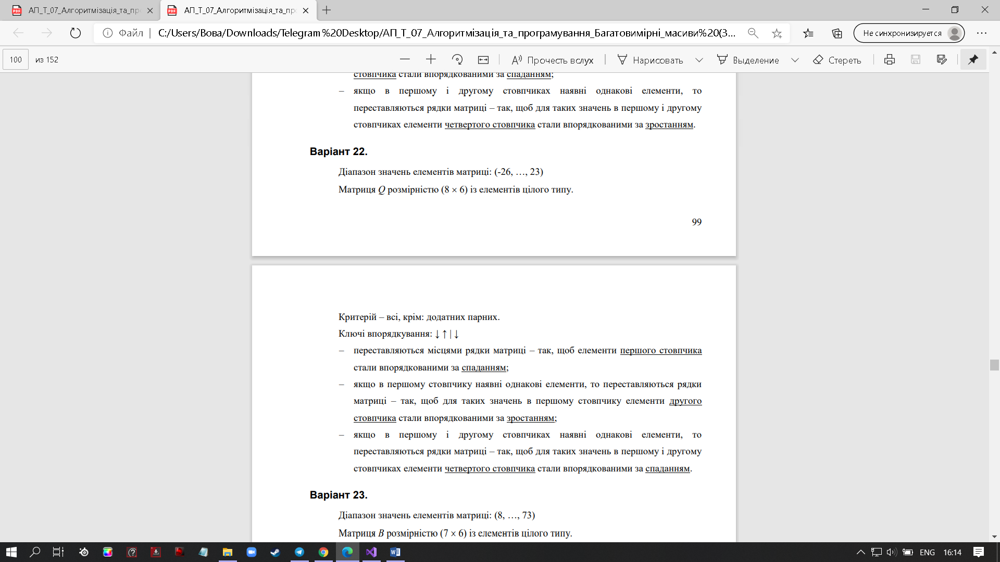 АП_Т_07_Алгоритмізація_та_пр
АП_Т_07_Алгоритмізація_та_про
Файл
C:/Users/Вова/Downloads/Telegram%20Desktop/АП_Т_07_Алгоритмізація_та_програмування_Багатовимірні_масиви%20(3...
Не синхронизируется
100 из 152
Прочесть вслух
Нарисовать
Выделение
Стереть
стовпчика стали впорядкованими за спаданням;
– якщо в першому і другому стовпчиках наявні однакові елементи, то
переставляються рядки матриці – так, щоб для таких значень в першому і другому
стовпчиках елементи четвертого стовпчика стали впорядкованими за зростанням.
Варіант 22.
Діапазон значень елементів матриці: (-26, …, 23)
Матриця Q розмірністю (8 × 6) із елементів цілого типу.
99
Критерій – всі, крім: додатних парних.
Ключі впорядкування: ↓↑|↓
– переставляються місцями рядки матриці – так, щоб елементи першого стовпчика
стали впорядкованими за спаданням;
– якщо в першому стовпчику наявні однакові елементи, то переставляються рядки
матриці – так, щоб для таких значень в першому стовпчику елементи другого
стовпчика стали впорядкованими за зростанням;
– якщо в першому і другому стовпчиках наявні однакові елементи, то
переставляються рядки матриці – так, щоб для таких значень в першому і другому
стовпчиках елементи четвертого стовпчика стали впорядкованими за спаданням.
Варіант 23.
Діапазон значень елементів матриці: (8, …, 73)
Матриця B розмірністю (7 × 6) із елементів цілого типу.
ENG
16:14